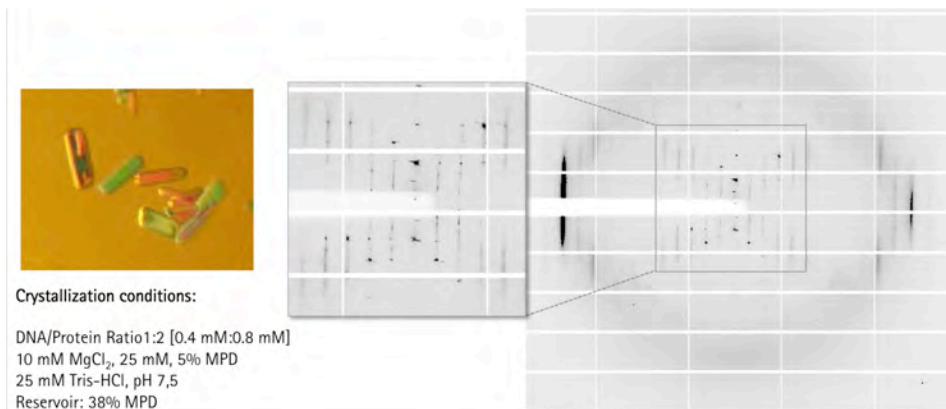 Crystallization conditions:
DNA/Protein Ratio1:2 [0.4 mM:0.8 mM]
10 mM MgCl₂, 25 mM, 5% MPD
25 mM Tris-HCl, pH 7,5
Reservoir: 38% MPD